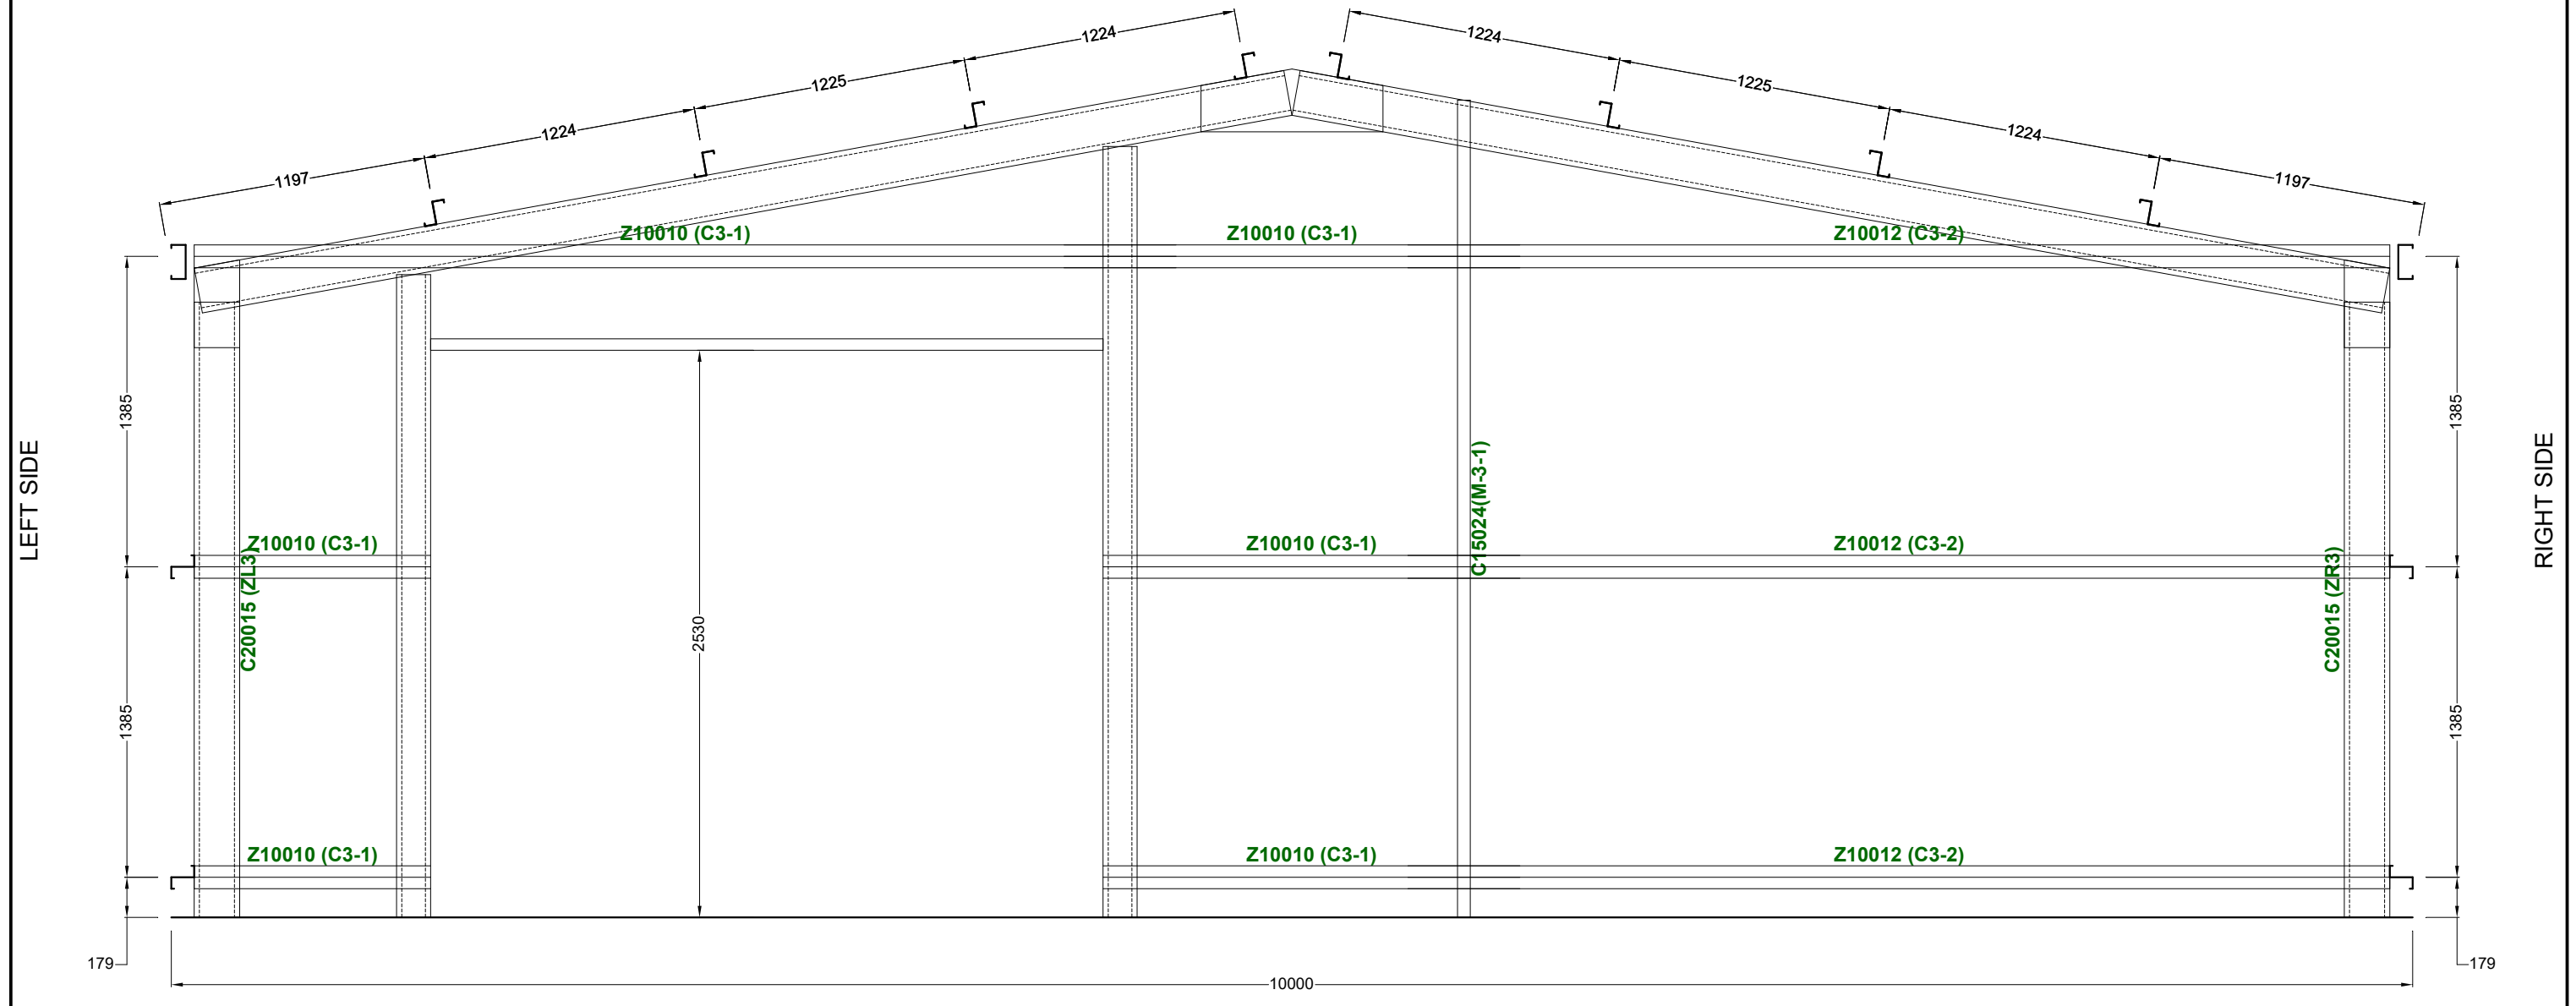 1224
1224
1225
1225
1224
1224
1197
1197
Z10010 (C3-1)
Z10010 (C3-1)
Z10012 (C3-2)
1385
1385
LEFT SIDE
RIGHT SIDE
C15024(M-3-1)
Z10010 (C3-1)
Z10010 (C3-1)
Z10012 (C3-2)
C20015 (ZL3)
C20015 (ZR3)
2530
1385
1385
Z10010 (C3-1)
Z10010 (C3-1)
Z10012 (C3-2)
179
179
10000